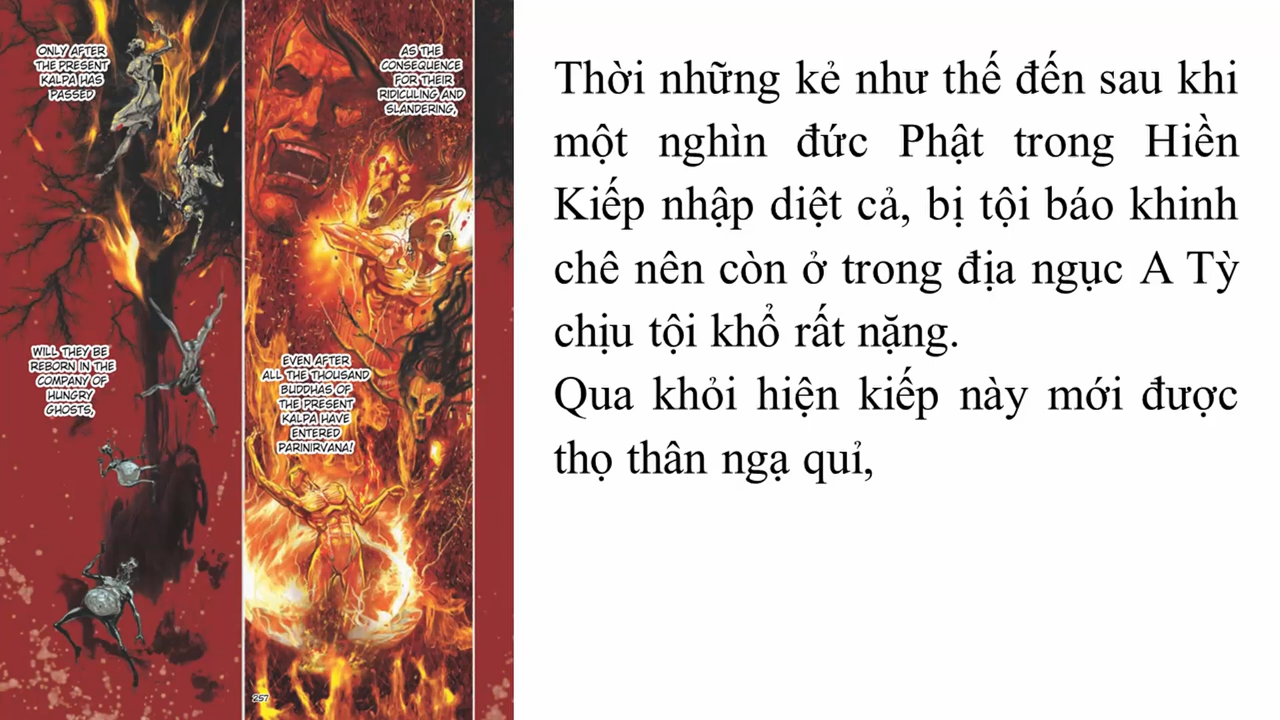 ONLY AFTER
THE PRESENT
KALPA HAS
PASSED
WILL THEY BE
REBORN IN THE
COMPANY OF
HUNGRY
GHOSTS,
AS THE
CONSEQUENCE
FOR THEIR
RIDICULING AND
SLANDERING,
EVEN AFTER
ALL THE THOUSAND
BUDDHAS OF
THE PRESENT
KALPA HAVE
ENTERED
PARINIRVANA!
257
Thời những kẻ như thế đến sau khi
một nghìn đức Phật trong Hiền
Kiếp nhập diệt cả, bị tội báo khinh
chê nên còn ở trong địa ngục A Tỳ
chịu tội khổ rất nặng.
Qua khỏi hiện kiếp này mới được
thọ thân ngạ quỉ,